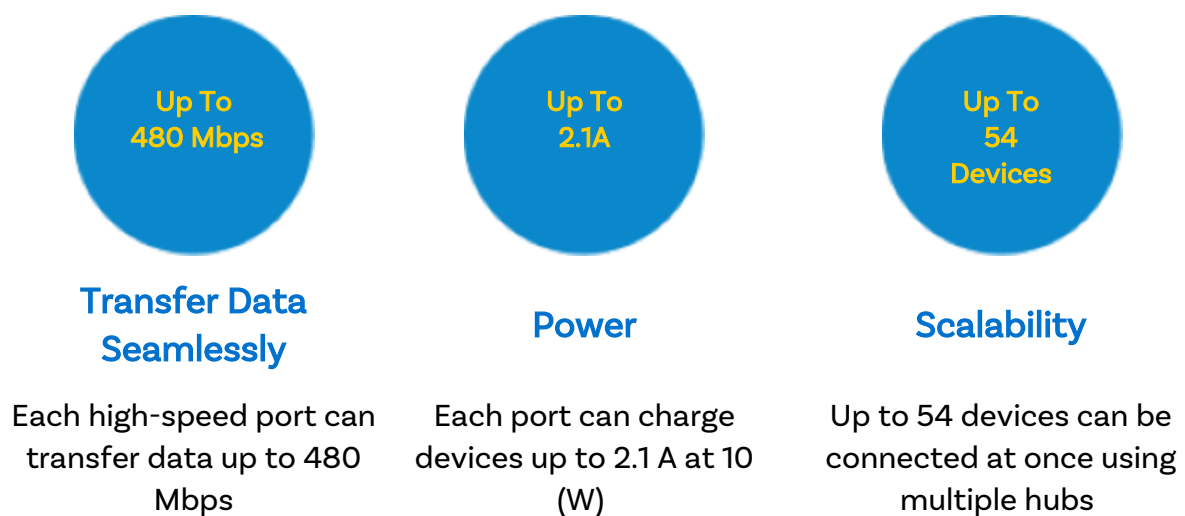 Up To
480 Mbps
Transfer Data
Seamlessly
Each high-speed port can
transfer data up to 480
Mbps
Up To
2.1A
Power
Each port can charge
devices up to 2.1 A at 10
(W)
Up To
54
Devices
Scalability
Up to 54 devices can be
connected at once using
multiple hubs